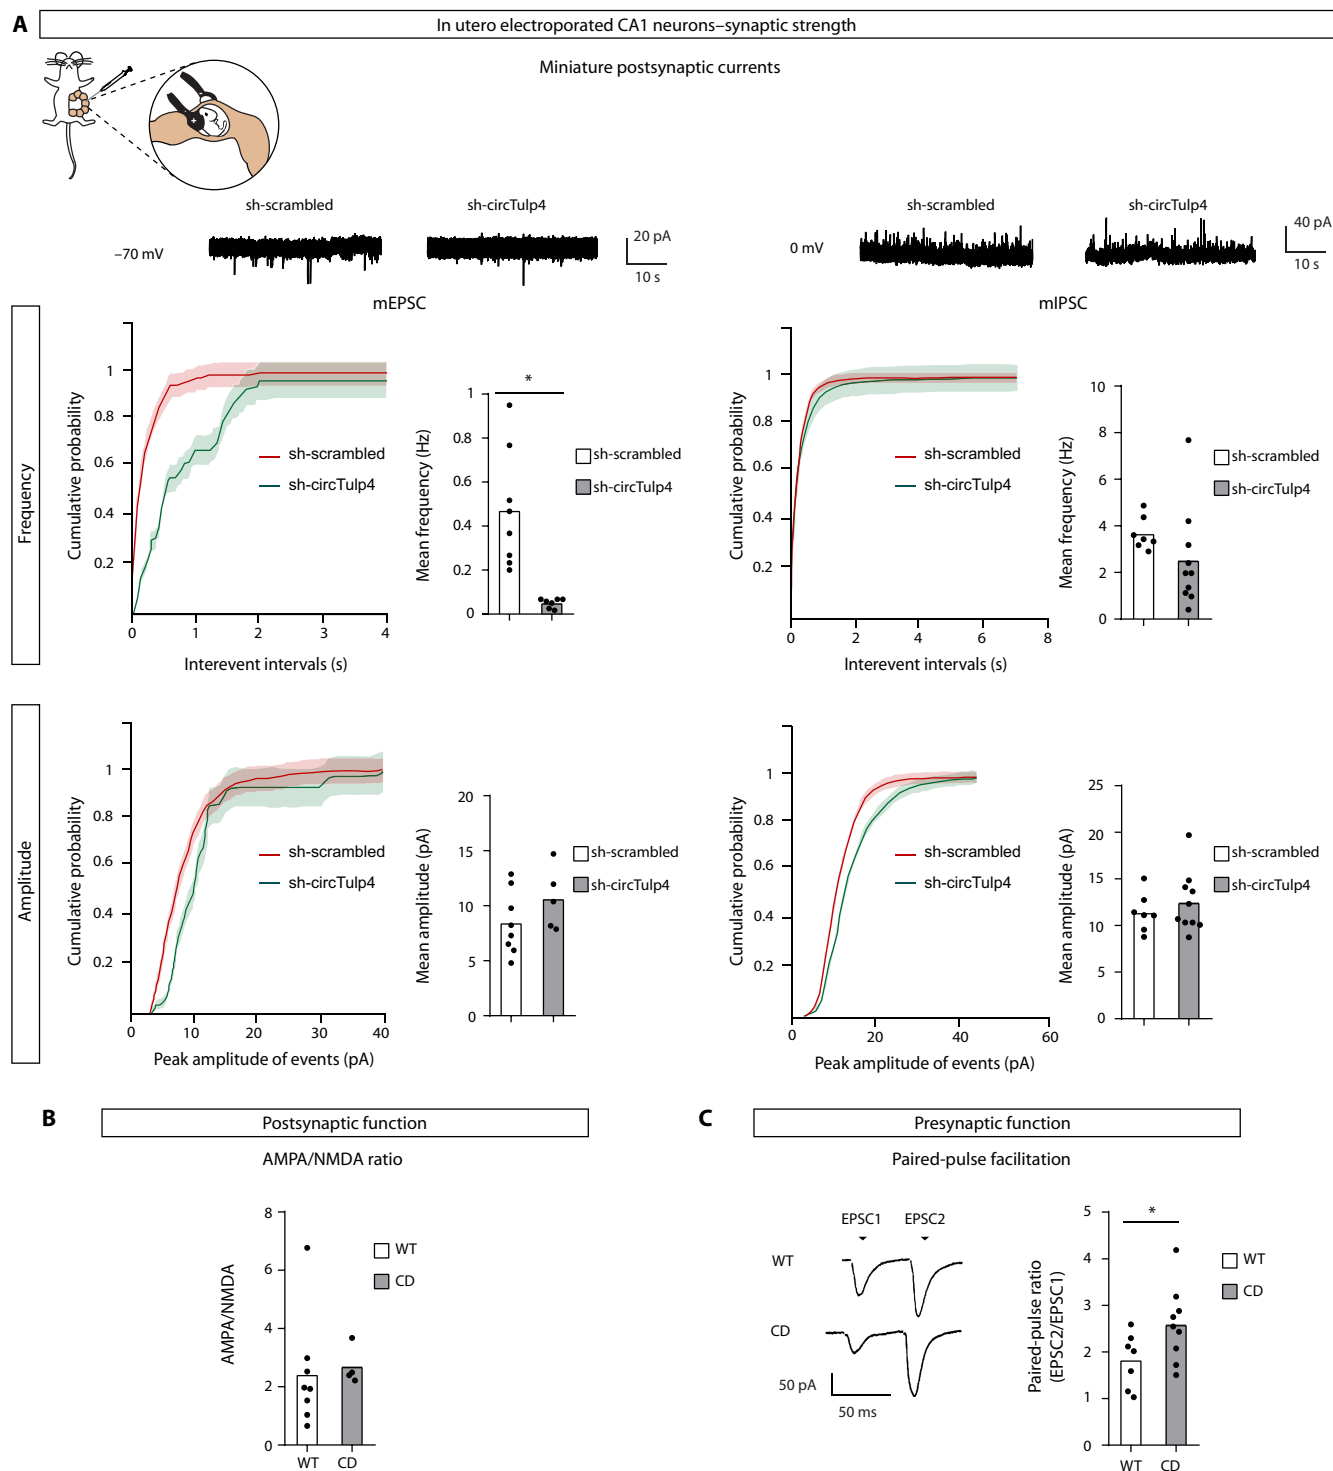 A
In utero electroporated CA1 neurons–synaptic strength
Miniature postsynaptic currents
sh-scrambled
sh-circTulp4
–70 mV
20 pA
10 s
sh-scrambled
sh-circTulp4
0 mV
40 pA
10 s
mEPSC
mIPSC
Frequency
Cumulative probability
1
0.8
0.6
0.4
0.2
0
1
2
3
4
Interevent intervals (s)
sh-scrambled
sh-circTulp4
Mean frequency (Hz)
1
0.8
0.6
0.4
0.2
0
*
sh-scrambled
sh-circTulp4
Cumulative probability
1
0.8
0.6
0.4
0.2
0
2
4
6
8
Interevent intervals (s)
sh-scrambled
sh-circTulp4
Mean frequency (Hz)
10
8
6
4
2
0
sh-scrambled
sh-circTulp4
Amplitude
Cumulative probability
1
0.8
0.6
0.4
0.2
0
10
20
30
40
Peak amplitude of events (pA)
sh-scrambled
sh-circTulp4
Mean amplitude (pA)
20
15
10
5
0
sh-scrambled
sh-circTulp4
Cumulative probability
1
0.8
0.6
0.4
0.2
0
20
40
60
Peak amplitude of events (pA)
sh-scrambled
sh-circTulp4
Mean amplitude (pA)
25
20
15
10
5
0
sh-scrambled
sh-circTulp4
B
Postsynaptic function
AMPA/NMDA ratio
AMPA/NMDA
8
6
4
2
0
WT
CD
WT
CD
C
Presynaptic function
Paired-pulse facilitation
EPSC1
EPSC2
WT
CD
50 pA
50 ms
Paired-pulse ratio
(EPSC2/EPSC1)
5
4
3
2
1
0
*
WT
CD
WT
CD